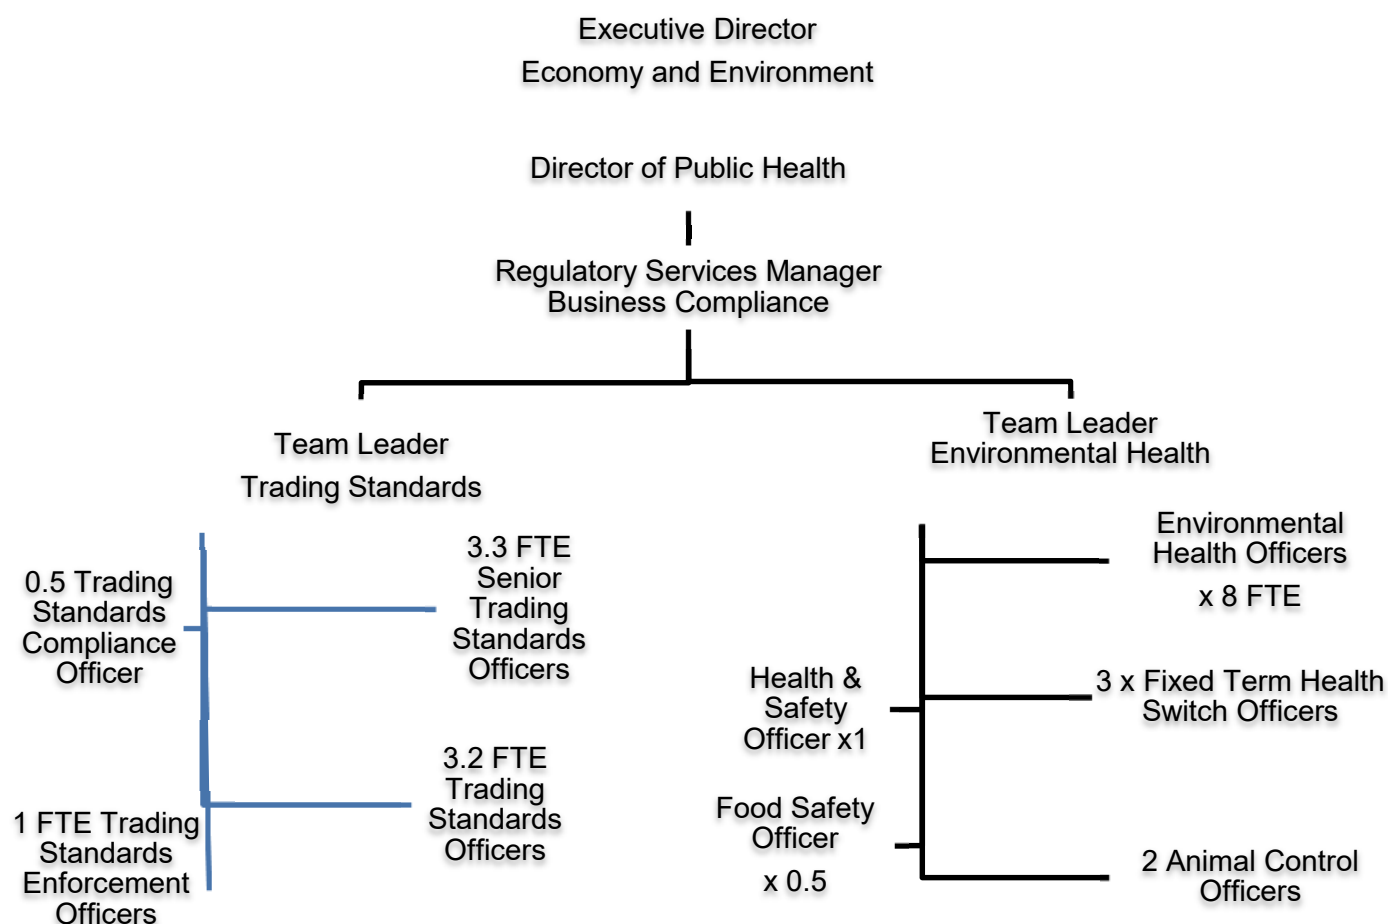 Executive Director
Economy and Environment
Director of Public Health
Regulatory Services Manager
Business Compliance
Team Leader
Trading Standards
0.5 Trading
Standards
Compliance
Officer
3.3 FTE
Senior
Trading
Standards
Officers
1 FTE Trading
Standards
Enforcement
Officers
3.2 FTE
Trading
Standards
Officers
Team Leader
Environmental Health
Environmental
Health Officers
x 8 FTE
Health &
Safety
Officer x1
3 x Fixed Term Health
Switch Officers
Food Safety
Officer
x 0.5
2 Animal Control
Officers